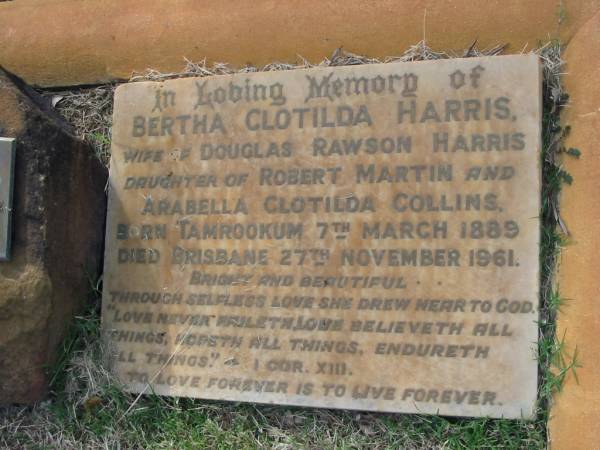 In Loving Memory of
BERTHA CLOTILDA HARRIS.
WIFE OF DOUGLAS RAWSON HARRIS
DAUGHTER OF ROBERT MARTIN AND
ARABELLA CLOTILDA COLLINS.
BORN TAMROOKUM 7TH MARCH 1889
DIED BRISBANE 27TH NOVEMBER 1961.
BRIGHT AND BEAUTIFUL
THROUGH SELFLESS LOVE SHE DREW NEAR TO GOD.
"LOVE NEVER FAILETH, LOVE BELIEVETH ALL
THINGS, HOPETH ALL THINGS, ENDURETH
ALL THINGS." I COR. XIII.
TO LOVE FOREVER IS TO LIVE FOREVER.